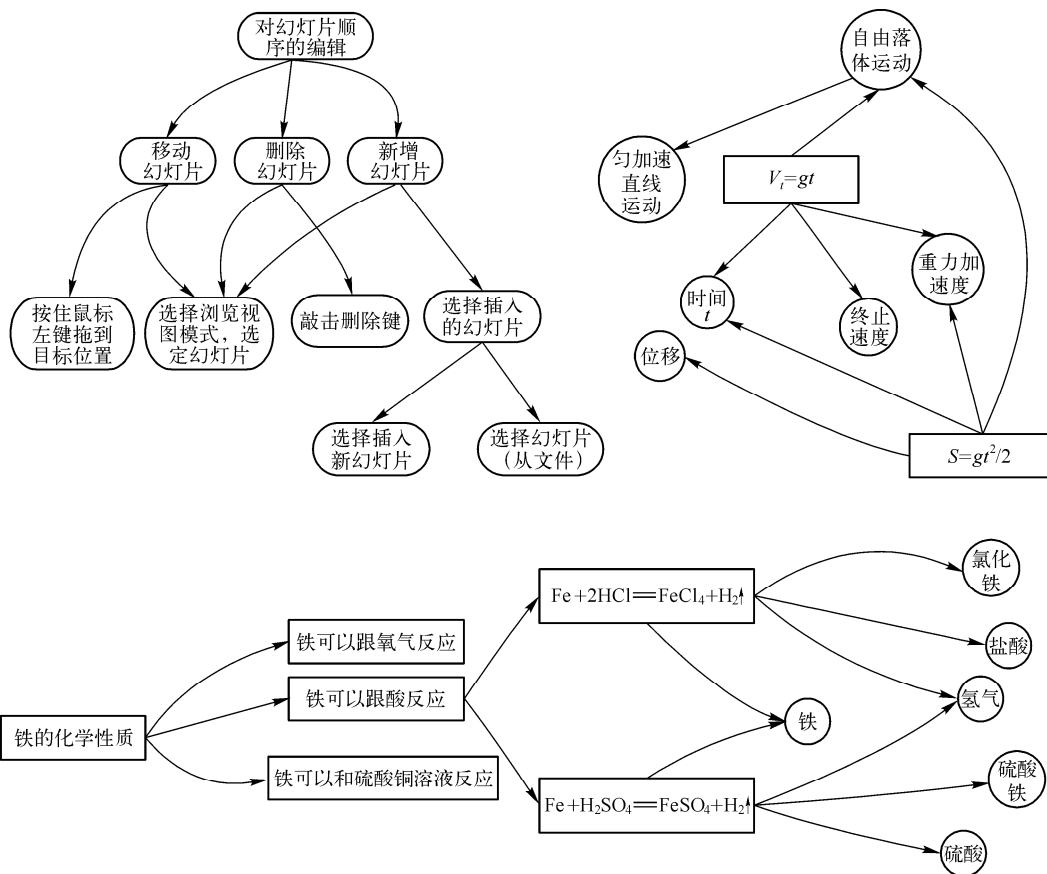 对幻灯片顺
序的编辑
移动
幻灯片
删除
幻灯片
新增
幻灯片
按住鼠标
左键拖到
目标位置
选择浏览视
图模式，选
定幻灯片
敲击删除键
选择插入
的幻灯片
选择插入
新幻灯片
选择幻灯片
（从文件）
自由落
体运动
匀加速
直线
运动
Vt=gt
时间
t
终止
速度
重力加
速度
位移
S=gt²/2
铁的化学性质
铁可以跟氧气反应
铁可以跟酸反应
铁可以和硫酸铜溶液反应
Fe+2HCl══FeCl₄+H₂↑
Fe+H₂SO₄══FeSO₄+H₂↑
铁
氯化
铁
盐酸
氢气
硫酸
铁
硫酸